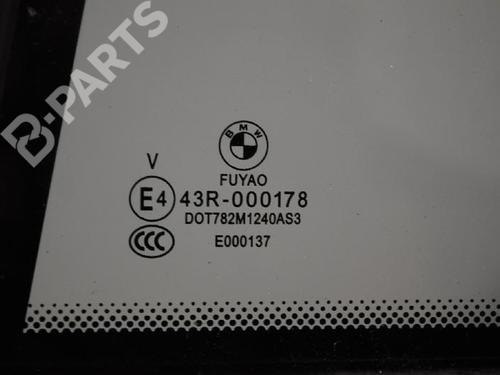 B-PARTS
BMW
V
FUYAO
E4 43R-000178
DOT782M1240AS3
CCC E000137